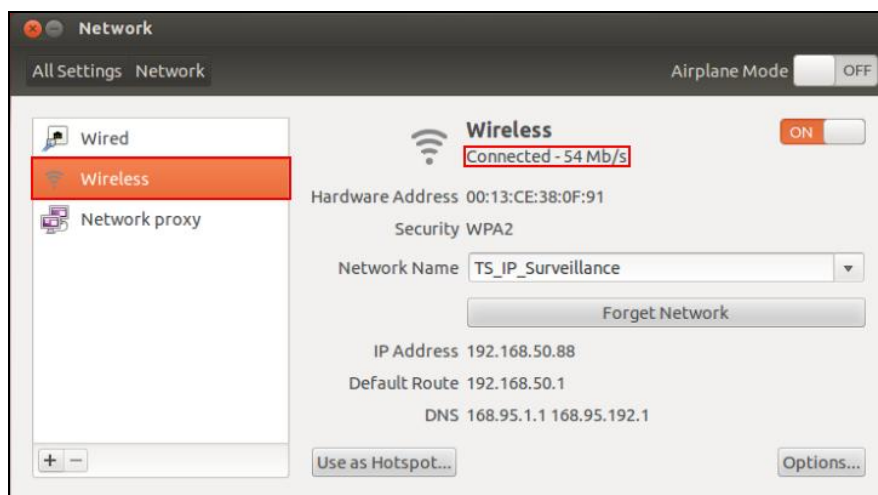 Network
All Settings Network
Airplane Mode OFF
Wired
Wireless
Network proxy
+ −
Wireless
ON
Connected - 54 Mb/s
Hardware Address 00:13:CE:38:0F:91
Security WPA2
Network Name TS_IP_Surveillance
Forget Network
IP Address 192.168.50.88
Default Route 192.168.50.1
DNS 168.95.1.1 168.95.192.1
Use as Hotspot...
Options...